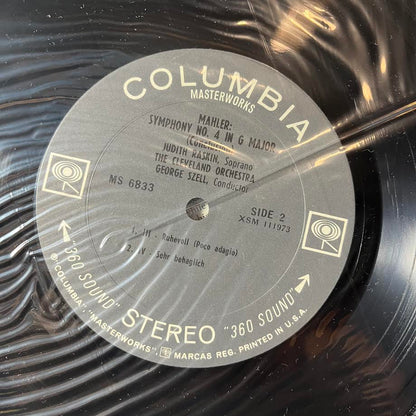 COLUMBIA
MASTERWORKS
MAHLER:
SYMPHONY NO. 4 IN G MAJOR
JUDITH RASKIN, Soprano
THE CLEVELAND ORCHESTRA
GEORGE SZELL, Conductor
MS 6833
SIDE 2
XSM 111973
1. III - Ruhevoll (Poco adagio)
2. IV - Sehr behaglich
"360 SOUND" STEREO "360 SOUND"
® "COLUMBIA", "MASTERWORKS", MARCAS REG. PRINTED IN U.S.A.